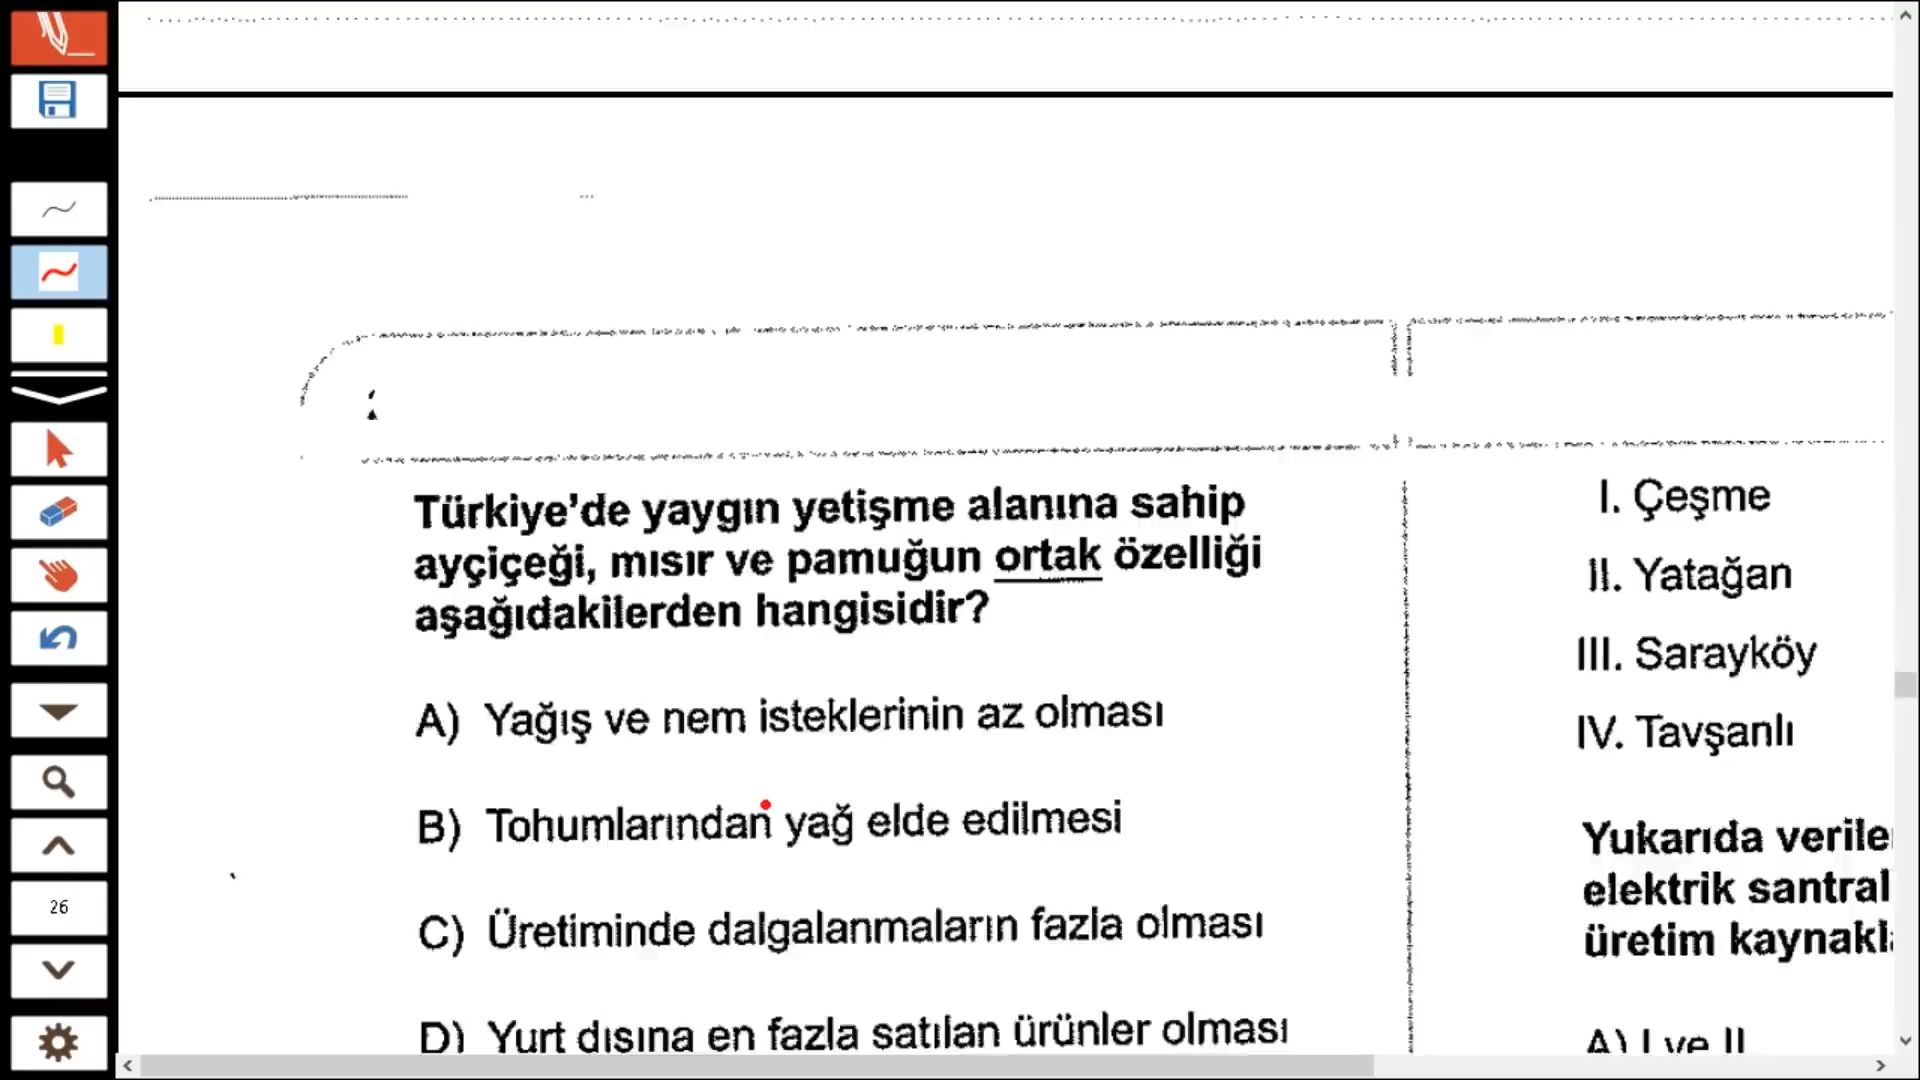 Türkiye'de yaygın yetişme alanına sahip
ayçiçeği, mısır ve pamuğun ortak özelliği
aşağıdakilerden hangisidir?
A) Yağış ve nem isteklerinin az olması
B) Tohumlarından yağ elde edilmesi
C) Üretiminde dalgalanmaların fazla olması
D) Yurt dışına en fazla satılan ürünler olması
I. Çeşme
II. Yatağan
III. Sarayköy
IV. Tavşanlı
Yukarıda verile
elektrik santral
üretim kaynakl
A) I ve II
26